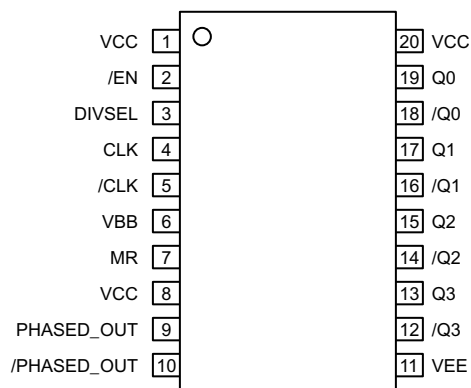 VCC 1 20 VCC
/EN 2 19 Q0
DIVSEL 3 18 /Q0
CLK 4 17 Q1
/CLK 5 16 /Q1
VBB 6 15 Q2
MR 7 14 /Q2
VCC 8 13 Q3
PHASED_OUT 9 12 /Q3
/PHASED_OUT 10 11 VEE